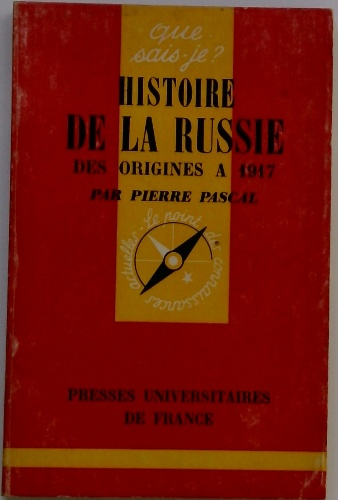 que
sais-je?
HISTOIRE
DE LA RUSSIE
DES ORIGINES A 1917
PAR PIERRE PASCAL
Le point des connaissances actuelles
PRESSES UNIVERSITAIRES
DE FRANCE